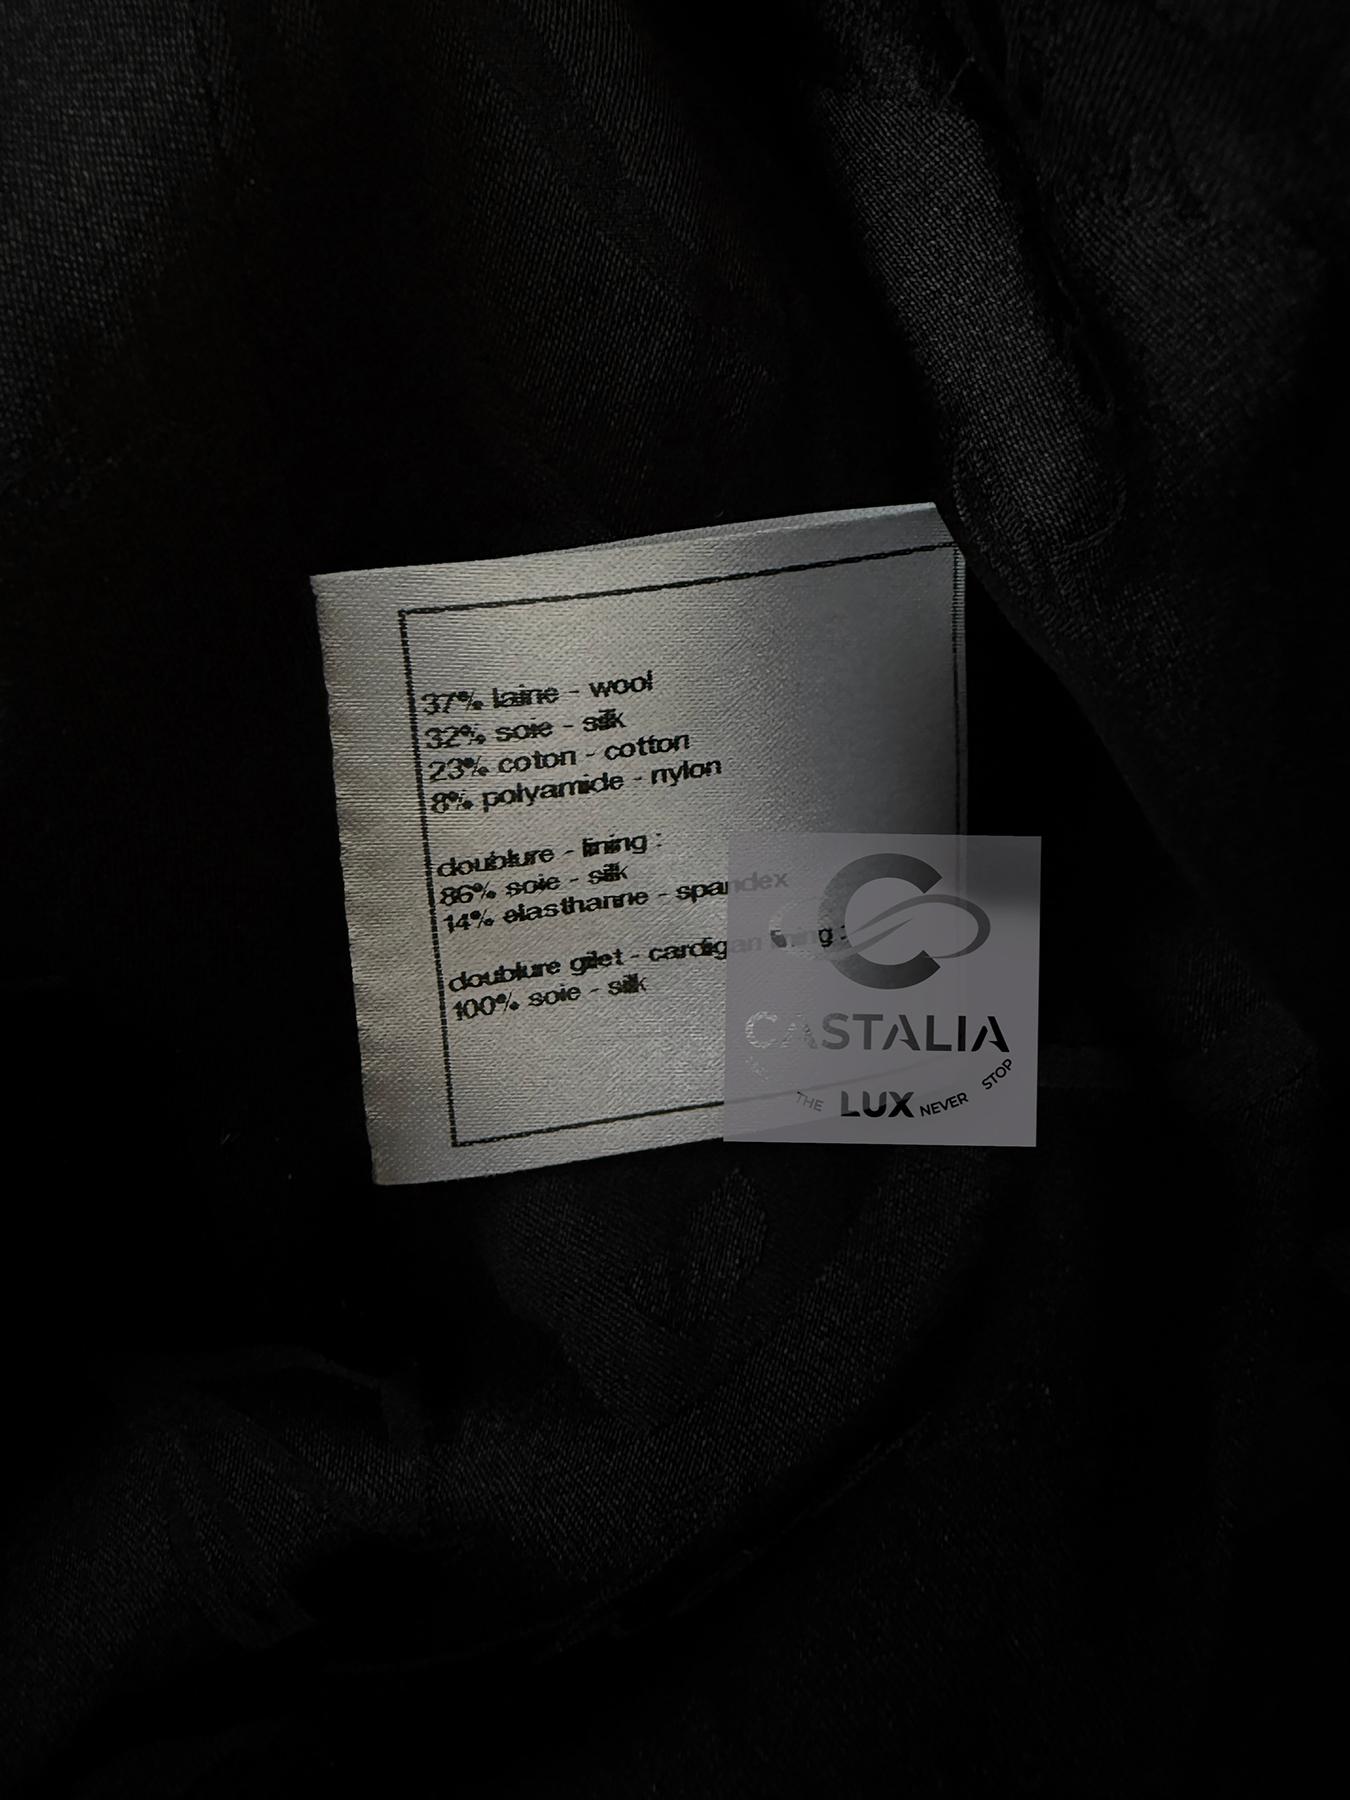 37% laine - wool
32% soie - silk
23% coton - cotton
8% polyamide - nylon
doublure - lining :
86% soie - silk
14% elasthanne - spandex
doublure gilet - cardigan lining :
100% soie - silk
CASTALIA
THE LUX NEVER STOP